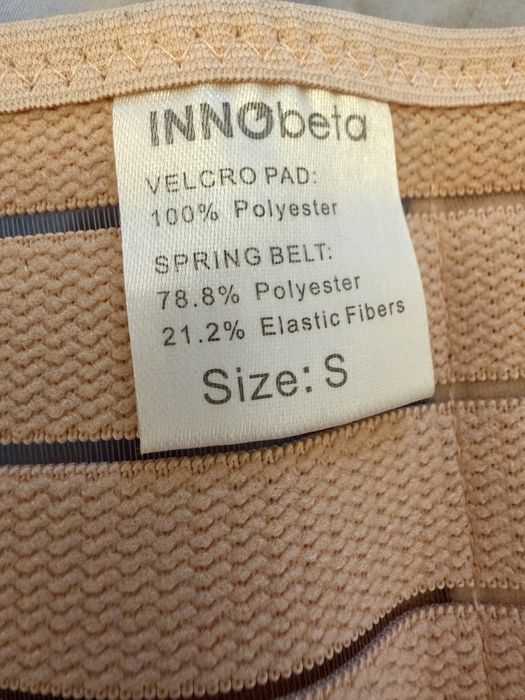 INNObeta
VELCRO PAD:
100% Polyester
SPRING BELT:
78.8% Polyester
21.2% Elastic Fibers
Size: S